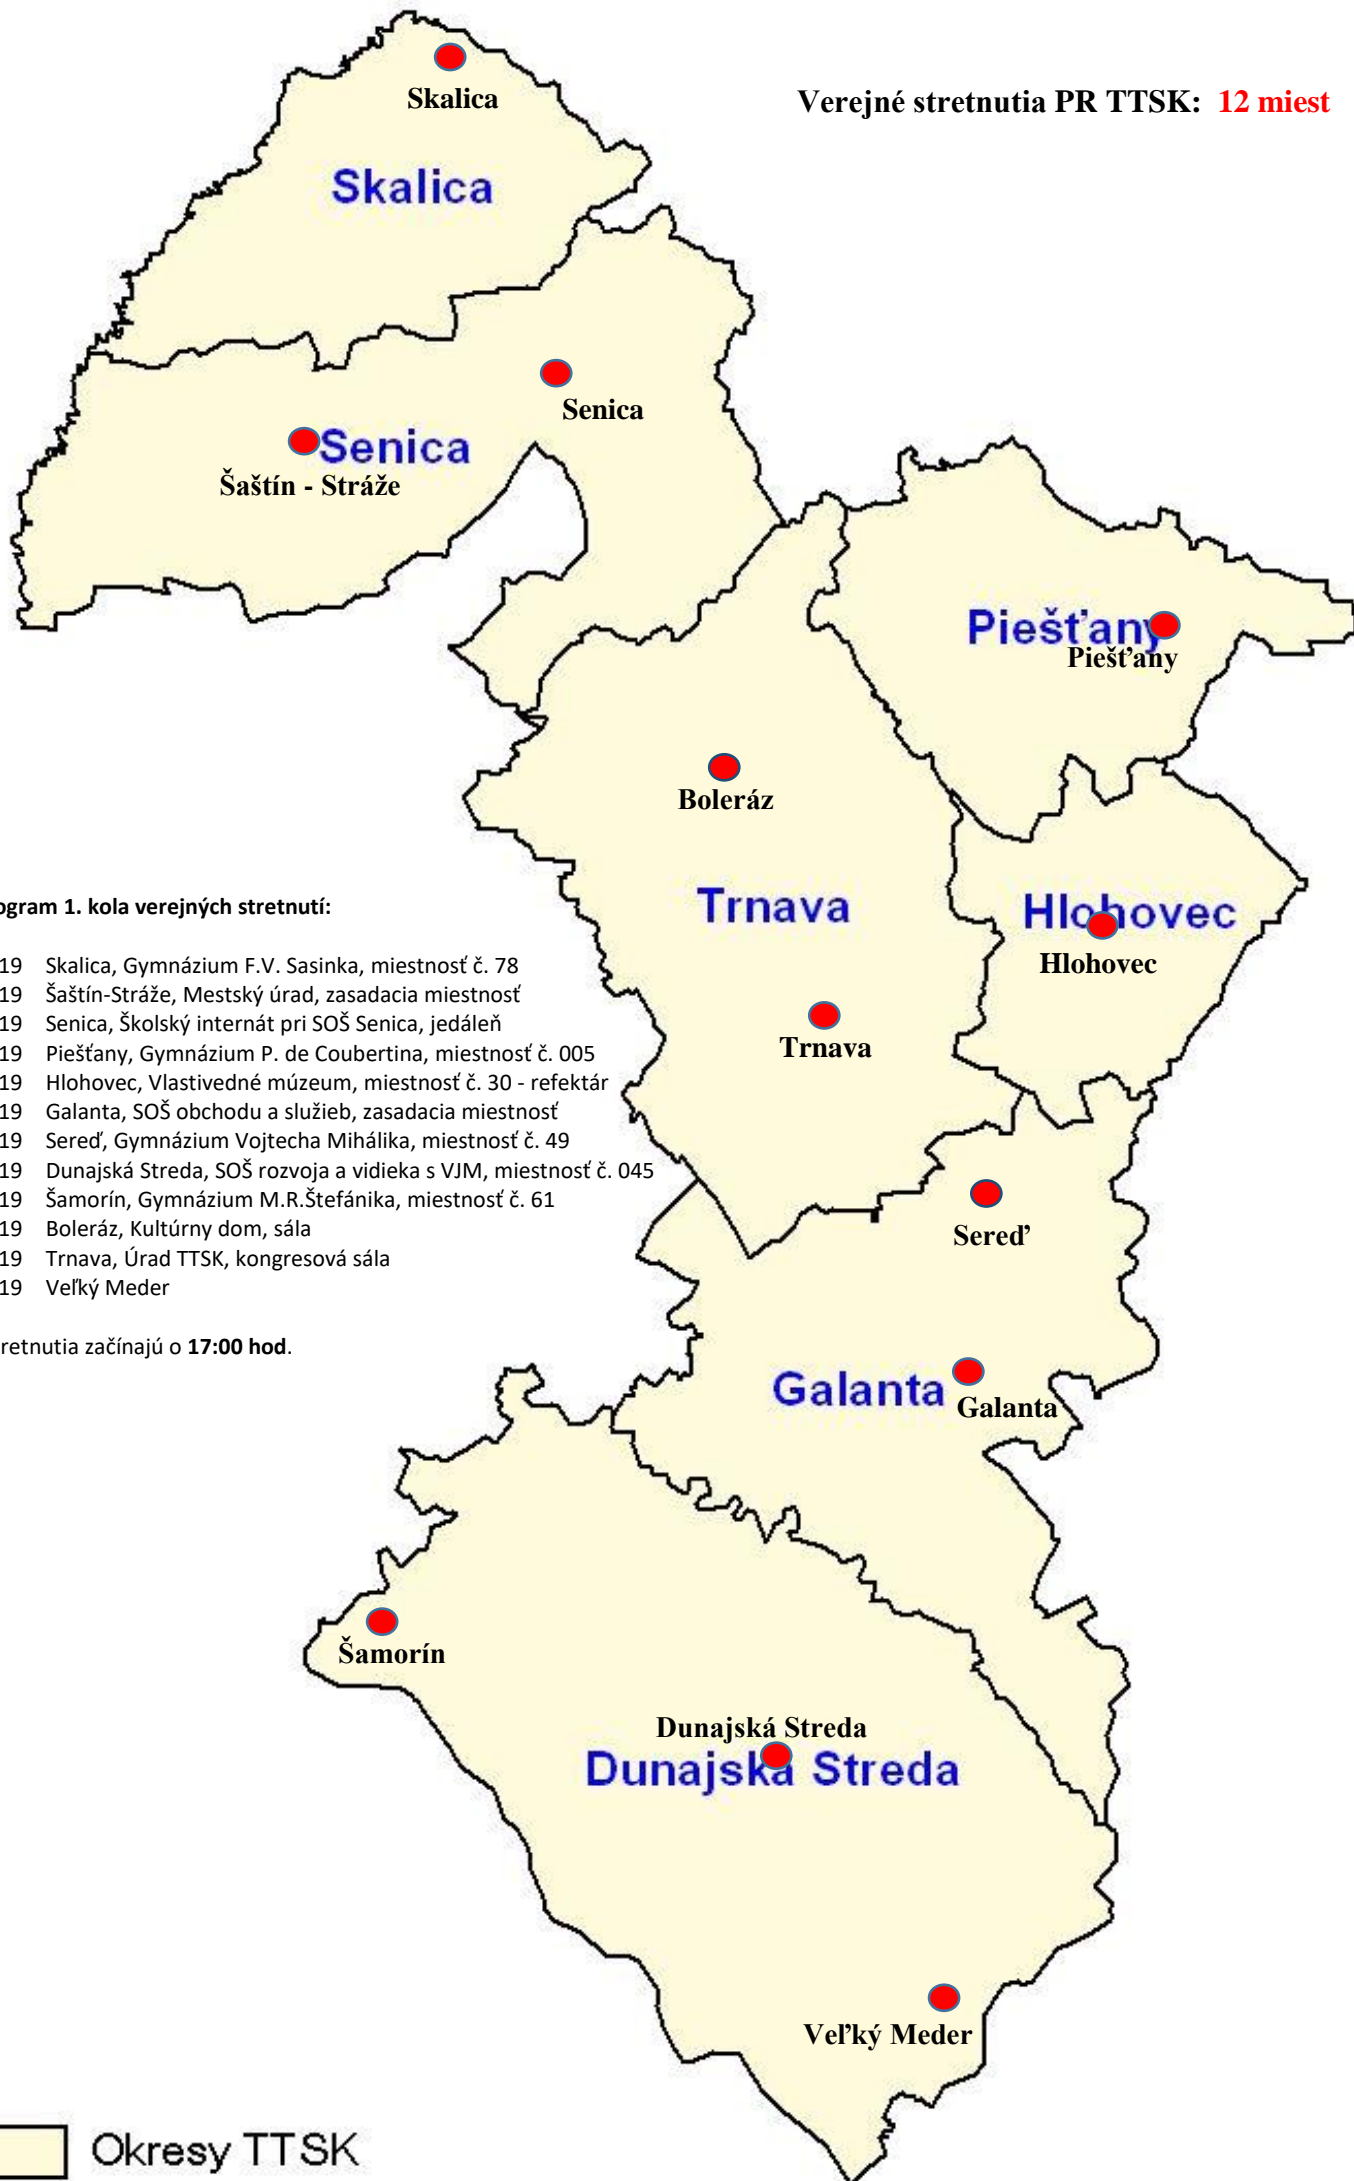 Verejné stretnutia PR TTSK: 12 miest
Skalica
Skalica
Senica
Senica
Šaštín - Stráže
Piešťany
Piešťany
Boleráz
Trnava
Hlohovec
Hlohovec
Trnava
ogram 1. kola verejných stretnutí:
19 Skalica, Gymnázium F.V. Sasinka, miestnosť č. 78
19 Šaštín-Stráže, Mestský úrad, zasadacia miestnosť
19 Senica, Školský internát pri SOŠ Senica, jedáleň
19 Piešťany, Gymnázium P. de Coubertina, miestnosť č. 005
19 Hlohovec, Vlastivedné múzeum, miestnosť č. 30 - refektár
19 Galanta, SOŠ obchodu a služieb, zasadacia miestnosť
19 Sereď, Gymnázium Vojtecha Mihálika, miestnosť č. 49
19 Dunajská Streda, SOŠ rozvoja a vidieka s VJM, miestnosť č. 045
19 Šamorín, Gymnázium M.R.Štefánika, miestnosť č. 61
19 Boleráz, Kultúrny dom, sála
19 Trnava, Úrad TTSK, kongresová sála
19 Veľký Meder
retnutia začínajú o 17:00 hod.
Sereď
Galanta
Galanta
Šamorín
Dunajská Streda
Dunajská Streda
Veľký Meder
Okresy TTSK